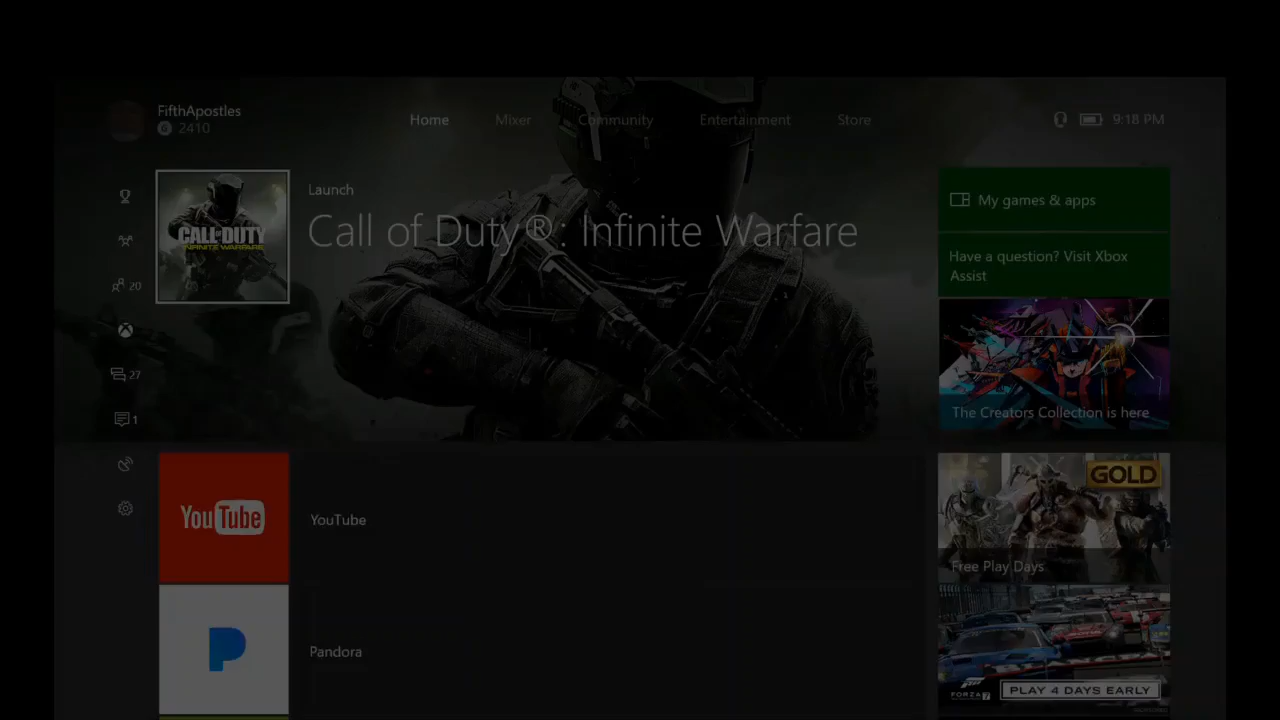 FifthApostles
G 2410
Home
Mixer
Community
Entertainment
Store
9:18 PM
20
27
1
CALL OF DUTY
INFINITE WARFARE
Launch
Call of Duty®: Infinite Warfare
My games & apps
Have a question? Visit Xbox
Assist
The Creators Collection is here
YouTube
YouTube
GOLD
Free Play Days
P
Pandora
FORZA 7
PLAY 4 DAYS EARLY